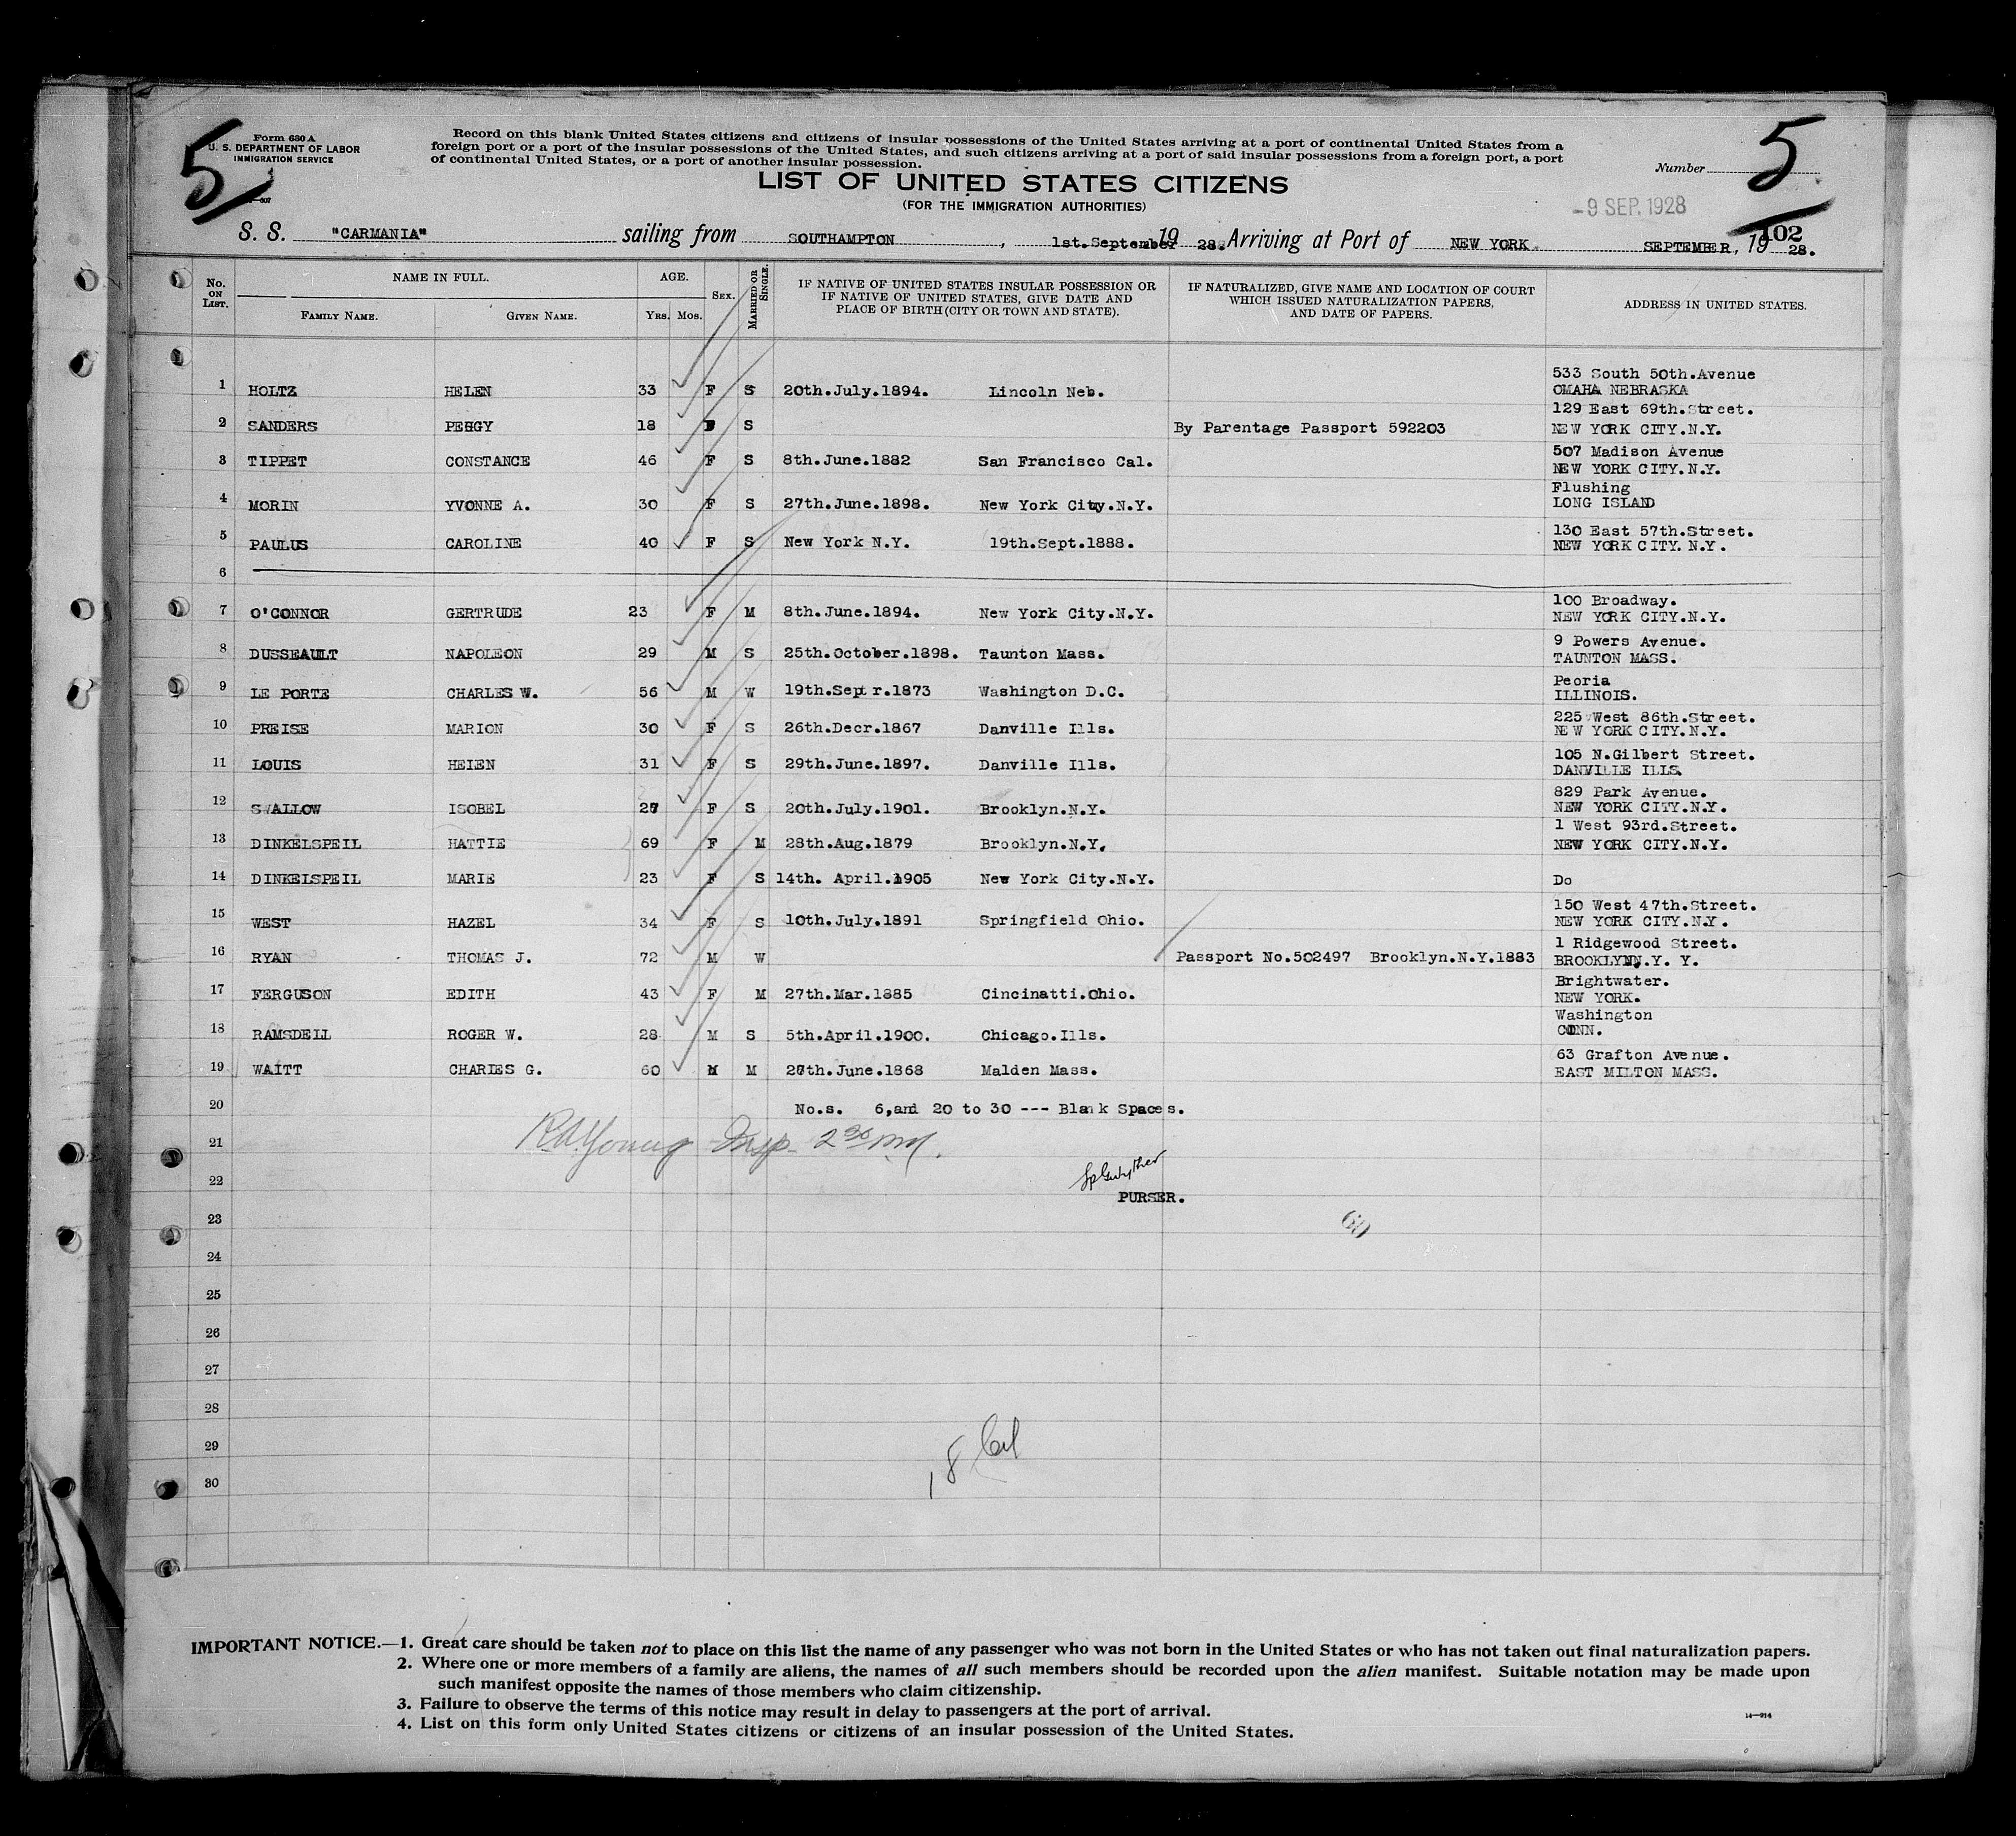 5
Form 630 A
U. S. DEPARTMENT OF LABOR
IMMIGRATION SERVICE
Record on this blank United States citizens and citizens of insular possessions of the United States arriving at a port of continental United States from a
foreign port or a port of the insular possessions of the United States, and such citizens arriving at a port of said insular possessions from a foreign port, a port
of continental United States, or a port of another insular possession.
Number 5
LIST OF UNITED STATES CITIZENS
(FOR THE IMMIGRATION AUTHORITIES)
-9 SEP. 1928
102
S. S. "CARMANIA" sailing from SOUTHAMPTON, 1st.September 19 28. Arriving at Port of NEW YORK SEPTEMBER, 19 28.
No. ON LIST. NAME IN FULL. AGE. SEX. MARRIED OR SINGLE. IF NATIVE OF UNITED STATES INSULAR POSSESSION OR IF NATIVE OF UNITED STATES, GIVE DATE AND PLACE OF BIRTH (CITY OR TOWN AND STATE). IF NATURALIZED, GIVE NAME AND LOCATION OF COURT WHICH ISSUED NATURALIZATION PAPERS, AND DATE OF PAPERS. ADDRESS IN UNITED STATES.
FAMILY NAME. GIVEN NAME. YRS. MOS.
533 South 50th.Avenue
1 HOLTZ HELEN 33 F S 20th.July.1894. Lincoln Neb. OMAHA NEBRASKA
129 East 69th.Street.
2 SANDERS PEGGY 18 S By Parentage Passport 592203 NEW YORK CITY.N.Y.
507 Madison Avenue
3 TIPPET CONSTANCE 46 F S 8th.June.1882 San Francisco Cal. NEW YORK CITY.N.Y.
Flushing
4 MORIN YVONNE A. 30 F S 27th.June.1898. New York City.N.Y. LONG ISLAND
130 East 57th.Street.
5 PAULUS CAROLINE 40 F S New York N.Y. 19th.Sept.1888. NEW YORK CITY. N.Y.
6
100 Broadway.
7 O'CONNOR GERTRUDE 23 F M 8th.June.1894. New York City.N.Y. NEW YORK CITY.N.Y.
9 Powers Avenue.
8 DUSSEAULT NAPOLEON 29 M S 25th.October.1898. Taunton Mass. TAUNTON MASS.
Peoria
9 LE PORTE CHARLES W. 56 M W 19th.Septr.1873 Washington D.C. ILLINOIS.
225 West 86th.Street.
10 PREISE MARION 30 F S 26th.Decr.1867 Danville Ills. NEW YORK CITY.N.Y.
105 N.Gilbert Street.
11 LOUIS HELEN 31 F S 29th.June.1897. Danville Ills. DANVILLE ILLS.
829 Park Avenue.
12 SWALLOW ISOBEL 27 F S 20th.July.1901. Brooklyn.N.Y. NEW YORK CITY.N.Y.
1 West 93rd.Street.
13 DINKELSPEIL HATTIE 69 F M 28th.Aug.1879 Brooklyn.N.Y. NEW YORK CITY.N.Y.
14 DINKELSPEIL MARIE 23 F S 14th. April.1905 New York City.N.Y. Do
150 West 47th.Street.
15 WEST HAZEL 34 F S 10th.July.1891 Springfield Ohio. NEW YORK CITY.N.Y.
1 Ridgewood Street.
16 RYAN THOMAS J. 72 M W Passport No.502497 Brooklyn.N.Y.1883 BROOKLYN.Y. Y.
Brightwater.
17 FERGUSON EDITH 43 F M 27th.Mar.1885 Cincinatti.Ohio. NEW YORK.
Washington
18 RAMSDELL ROGER W. 28 M S 5th.April.1900. Chicago.Ills. CONN.
63 Grafton Avenue.
19 WAITT CHARLES G. 60 M M 28th.June.1868 Malden Mass. EAST MILTON MASS.
20 No.s. 6,and 20 to 30 --- Blank Spaces.
21 R.A. Young Insp. 2 30 PM.
22
PURSER.
23
60
24
25
26
27
28
29
18
30
IMPORTANT NOTICE.—1. Great care should be taken not to place on this list the name of any passenger who was not born in the United States or who has not taken out final naturalization papers.
2. Where one or more members of a family are aliens, the names of all such members should be recorded upon the alien manifest. Suitable notation may be made upon
such manifest opposite the names of those members who claim citizenship.
3. Failure to observe the terms of this notice may result in delay to passengers at the port of arrival.
4. List on this form only United States citizens or citizens of an insular possession of the United States.
14—914